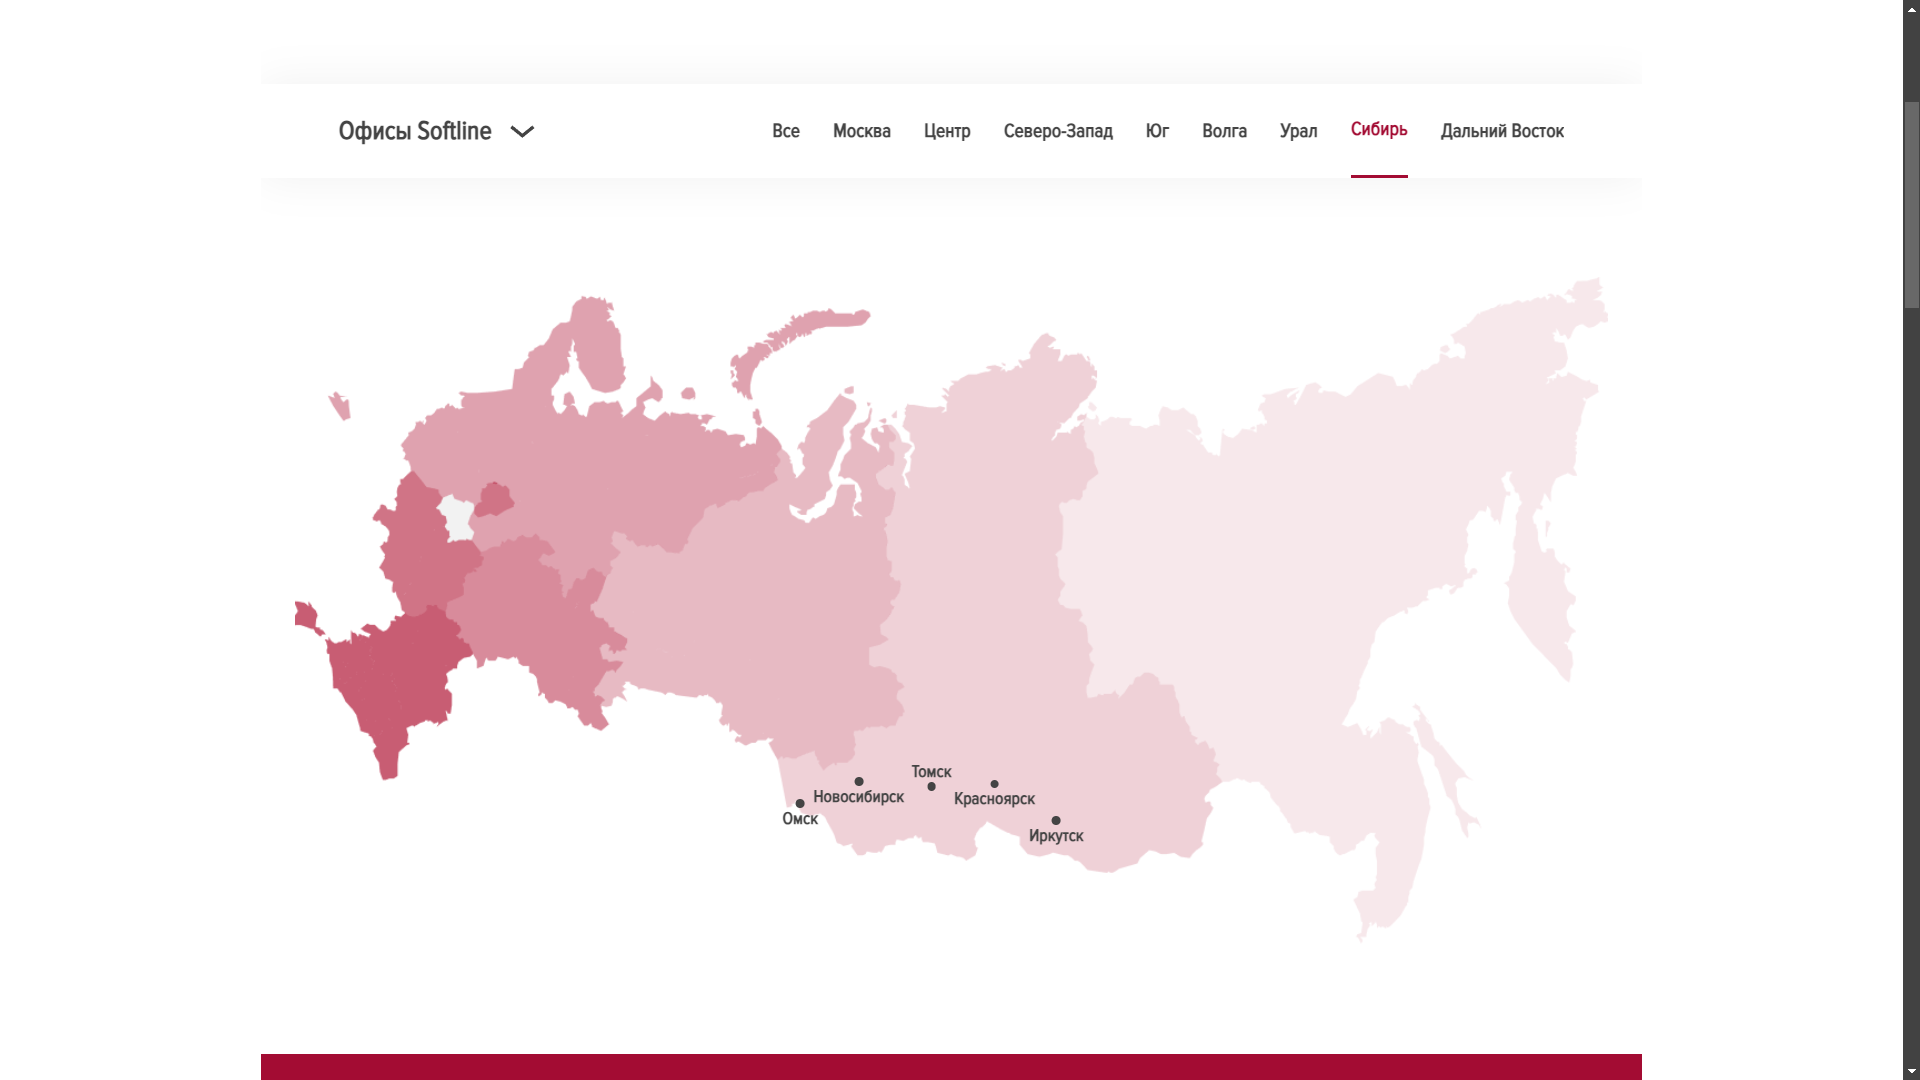 Офисы Softline
Все Москва Центр Северо-Запад Юг Волга Урал Сибирь Дальний Восток
Томск
Новосибирск
Красноярск
Омск
Иркутск